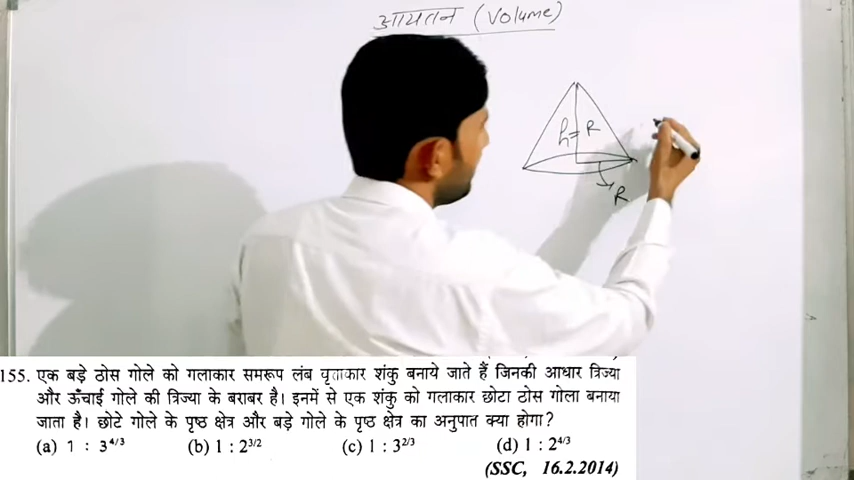 आयतन (Volume)
h=R
R
155. एक बड़े ठोस गोले को गलाकार समरूप लंब वृत्ताकार शंकु बनाये जाते हैं जिनकी आधार त्रिज्या
और ऊँचाई गोले की त्रिज्या के बराबर है। इनमें से एक शंकु को गलाकार छोटा ठोस गोला बनाया
जाता है। छोटे गोले के पृष्ठ क्षेत्र और बड़े गोले के पृष्ठ क्षेत्र का अनुपात क्या होगा?
(a) 1 : 3^{4/3} (b) 1 : 2^{3/2} (c) 1 : 3^{2/3} (d) 1 : 2^{4/3}
(SSC, 16.2.2014)